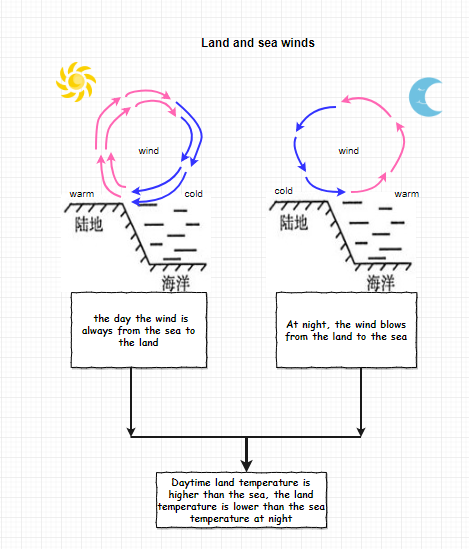 Land and sea winds
wind
warm
cold
陆地
海洋
wind
cold
warm
陆地
海洋
the day the wind is
always from the sea to
the land
At night, the wind blows
from the land to the sea
Daytime land temperature is
higher than the sea, the land
temperature is lower than the sea
temperature at night